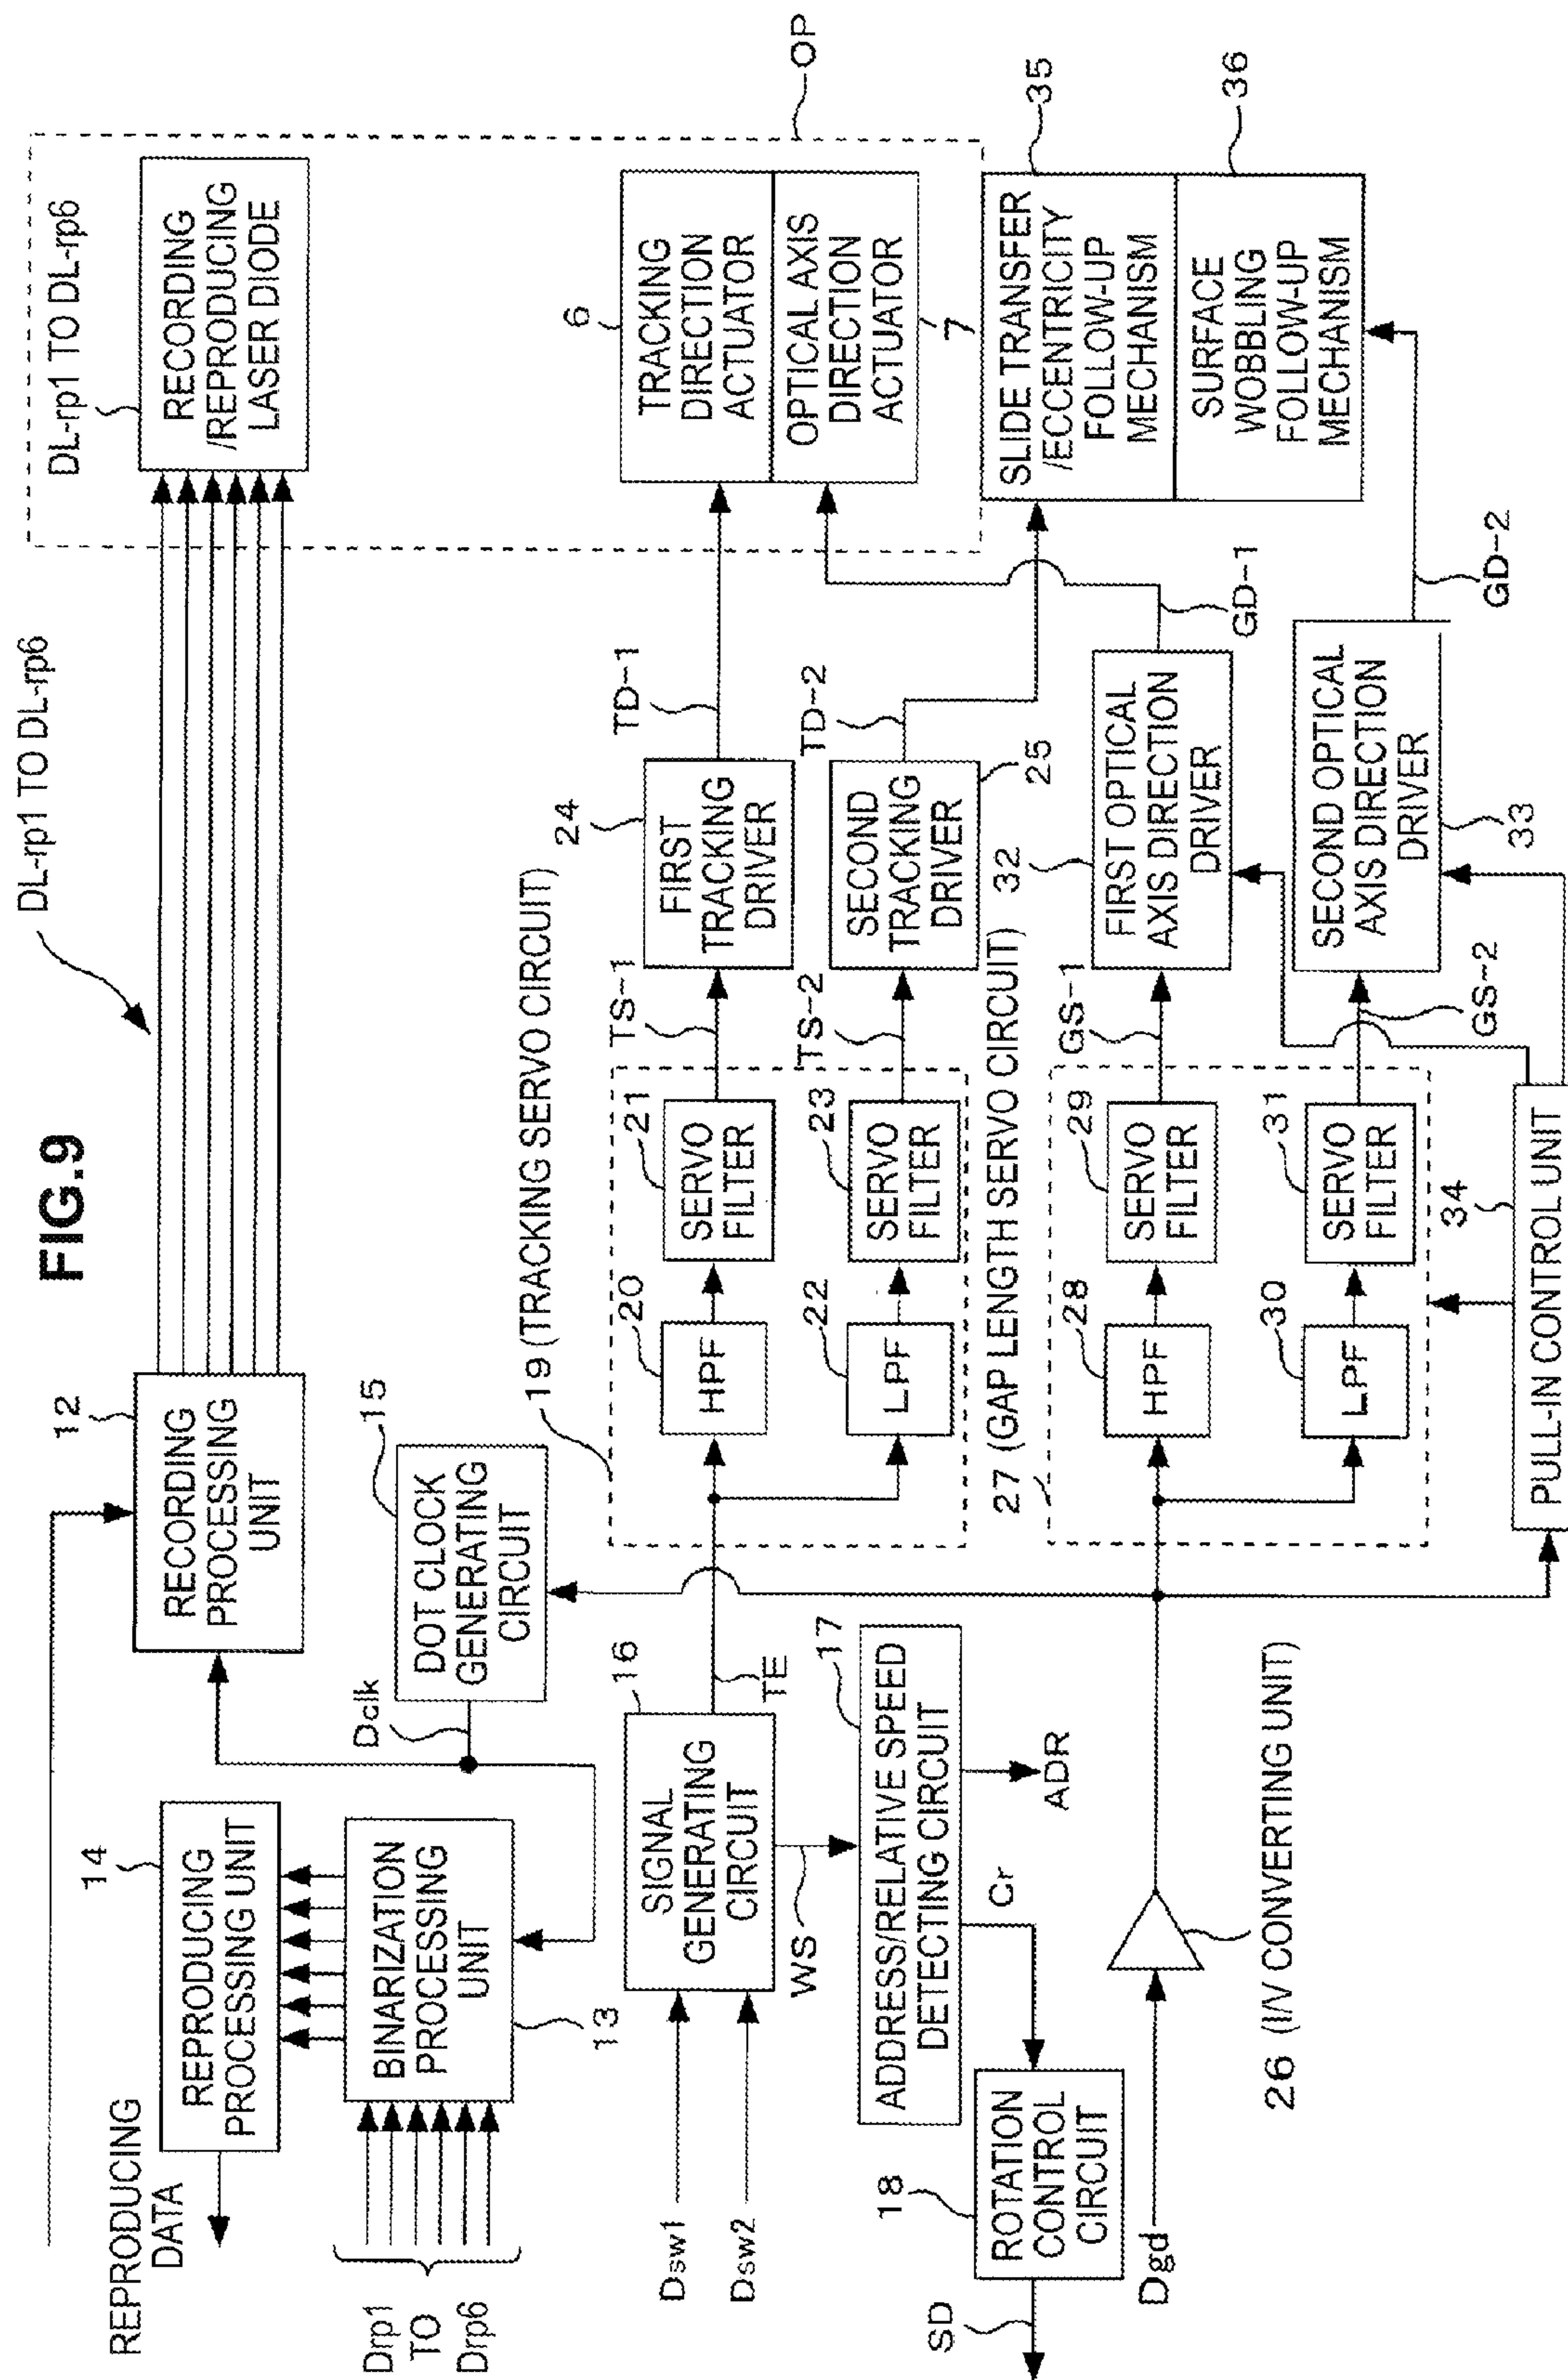 FIG.9
DL-rp1 TO DL-rp6
DL-rp1 TO DL-rp6
RECORDING
/REPRODUCING
LASER DIODE
OP
12
RECORDING
PROCESSING
UNIT
REPRODUCING
DATA
14
REPRODUCING
PROCESSING UNIT
BINARIZATION
PROCESSING
UNIT
13
Drp1
TO
Drp6
Dclk
15
DOT CLOCK
GENERATING
CIRCUIT
19 (TRACKING SERVO CIRCUIT)
Dsw1
Dsw2
16
SIGNAL
GENERATING
CIRCUIT
TE
WS
20
HPF
21
SERVO
FILTER
TS-1
24
FIRST
TRACKING
DRIVER
TD-1
6
TRACKING
DIRECTION
ACTUATOR
OPTICAL AXIS
DIRECTION
ACTUATOR
7
22
LPF
23
SERVO
FILTER
TS-2
SECOND
TRACKING
DRIVER
25
TD-2
17
ADDRESS/RELATIVE SPEED
DETECTING CIRCUIT
ADR
Cr
18
ROTATION
CONTROL
CIRCUIT
SD
Dgd
26 (I/V CONVERTING UNIT)
27 (GAP LENGTH SERVO CIRCUIT)
28
HPF
29
SERVO
FILTER
GS-1
32
FIRST OPTICAL
AXIS DIRECTION
DRIVER
GD-1
35
SLIDE TRANSFER
/ECCENTRICITY
FOLLOW-UP
MECHANISM
SURFACE
WOBBLING
FOLLOW-UP
MECHANISM
36
30
LPF
31
SERVO
FILTER
GS-2
SECOND OPTICAL
AXIS DIRECTION
DRIVER
33
GD-2
34
PULL-IN CONTROL UNIT